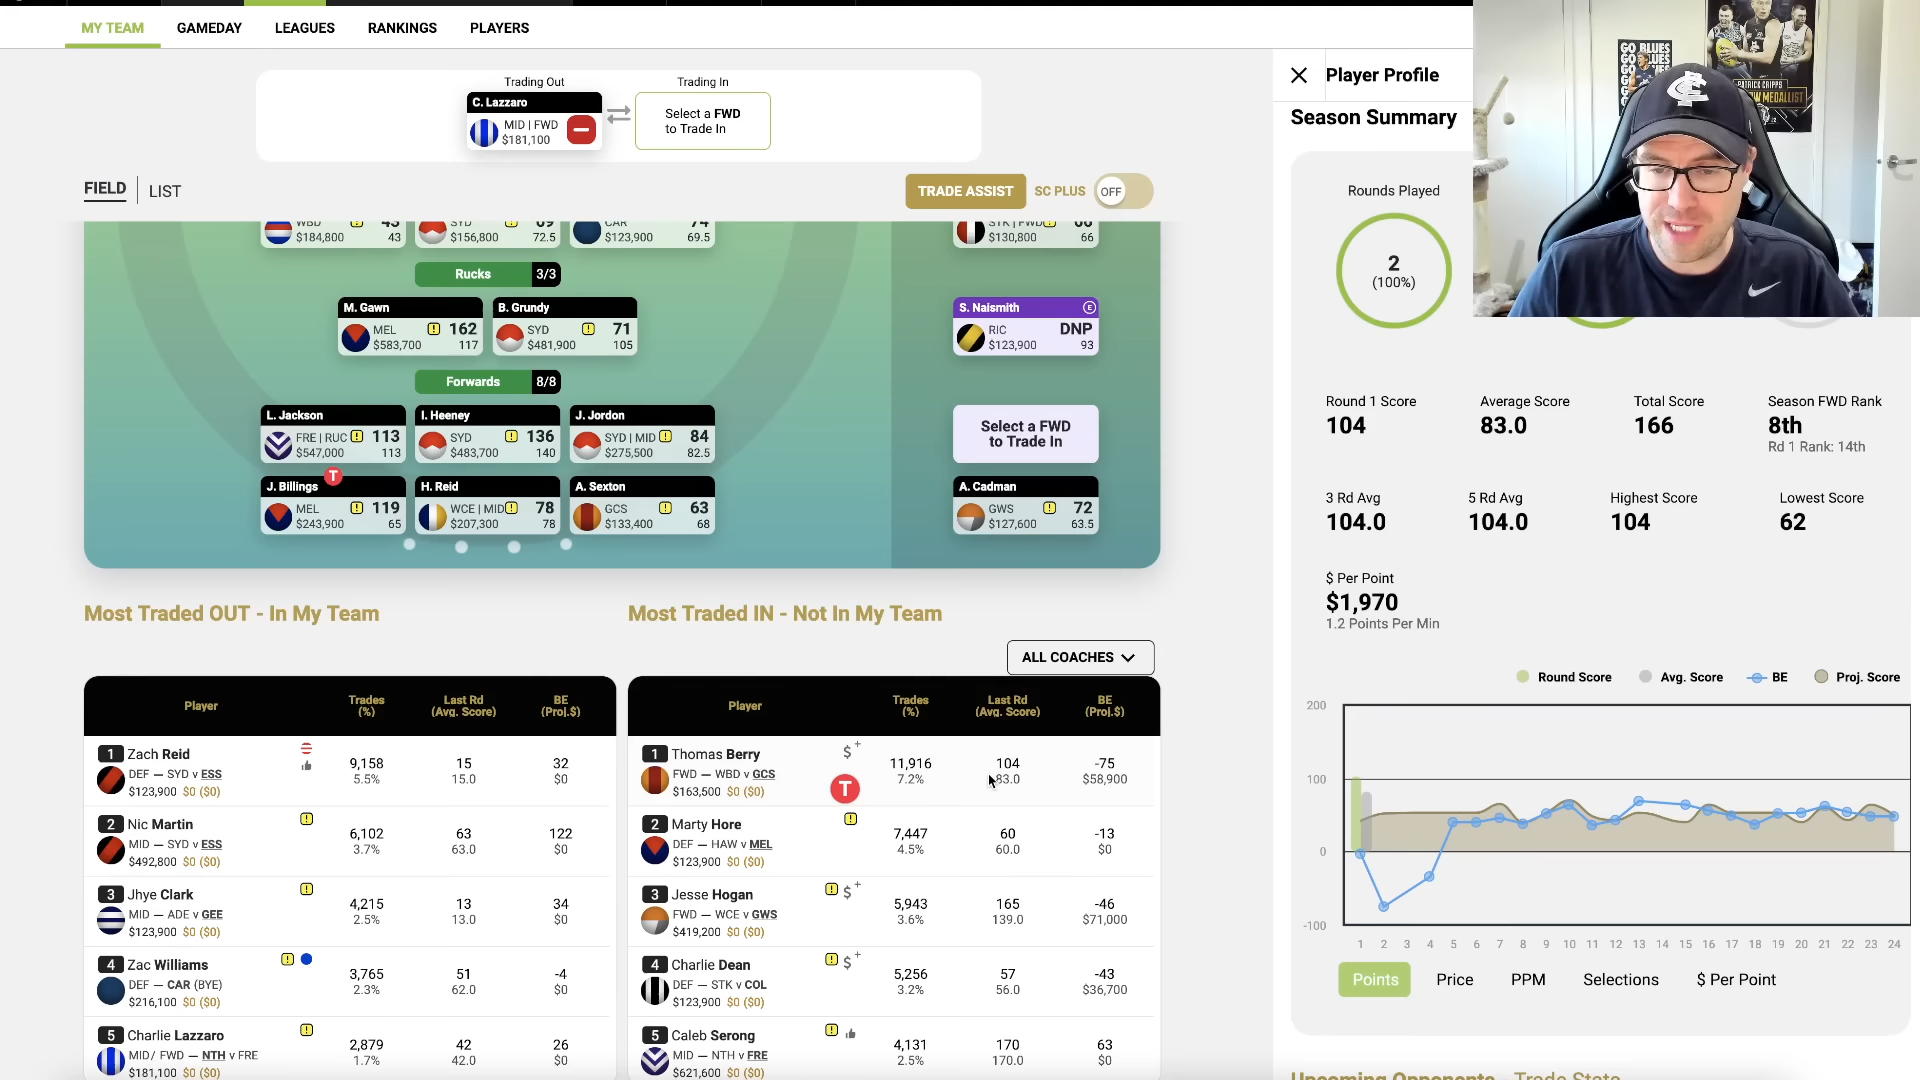 MY TEAM GAMEDAY LEAGUES RANKINGS PLAYERS
Trading Out Trading In
C. Lazzaro
MID | FWD
$181,100
Select a FWD
to Trade In
FIELD LIST
TRADE ASSIST SC PLUS OFF
WBD 43
$184,800 43
SYD 69
$156,800 72.5
CAR 74
$123,900 69.5
STK | FWD 66
$130,800 66
Rucks 3/3
M. Gawn
MEL 162
$583,700 117
B. Grundy
SYD 71
$481,900 105
S. Naismith E
RIC DNP
$123,900 93
Forwards 8/8
L. Jackson
FRE | RUC 113
$547,000 113
I. Heeney
SYD 136
$483,700 140
J. Jordon
SYD | MID 84
$275,500 82.5
Select a FWD
to Trade In
T
J. Billings
MEL 119
$243,900 65
H. Reid
WCE | MID 78
$207,300 78
A. Sexton
GCS 63
$133,400 68
A. Cadman
GWS 72
$127,600 63.5
Most Traded OUT - In My Team
Player Trades (%) Last Rd (Avg. Score) BE (Proj.$)
1 Zach Reid
DEF — SYD v ESS
$123,900 $0 ($0)
9,158 15 32
5.5% 15.0 $0
2 Nic Martin
MID — SYD v ESS
$492,800 $0 ($0)
6,102 63 122
3.7% 63.0 $0
3 Jhye Clark
MID — ADE v GEE
$123,900 $0 ($0)
4,215 13 34
2.5% 13.0 $0
4 Zac Williams
DEF — CAR (BYE)
$216,100 $0 ($0)
3,765 51 -4
2.3% 62.0 $0
5 Charlie Lazzaro
MID/ FWD — NTH v FRE
$181,100 $0 ($0)
2,879 42 26
1.7% 42.0 $0
Most Traded IN - Not In My Team
ALL COACHES
Player Trades (%) Last Rd (Avg. Score) BE (Proj.$)
1 Thomas Berry $+
FWD — WBD v GCS
$163,500 $0 ($0)
T
11,916 104 -75
7.2% 83.0 $58,900
2 Marty Hore
DEF — HAW v MEL
$123,900 $0 ($0)
7,447 60 -13
4.5% 60.0 $0
3 Jesse Hogan $+
FWD — WCE v GWS
$419,200 $0 ($0)
5,943 165 -46
3.6% 139.0 $71,000
4 Charlie Dean $+
DEF — STK v COL
$123,900 $0 ($0)
5,256 57 -43
3.2% 56.0 $36,700
5 Caleb Serong
MID — NTH v FRE
$621,600 $0 ($0)
4,131 170 63
2.5% 170.0 $0
Player Profile
Season Summary
Rounds Played
2
(100%)
Round 1 Score Average Score Total Score Season FWD Rank
104 83.0 166 8th
Rd 1 Rank: 14th
3 Rd Avg 5 Rd Avg Highest Score Lowest Score
104.0 104.0 104 62
$ Per Point
$1,970
1.2 Points Per Min
Round Score Avg. Score BE Proj. Score
200
100
0
-100
1 2 3 4 5 6 7 8 9 10 11 12 13 14 15 16 17 18 19 20 21 22 23 24
Points Price PPM Selections $ Per Point
Upcoming Opponents - Trade Stats
GO BLUES
PATRICK CRIPPS
MEDALLIST